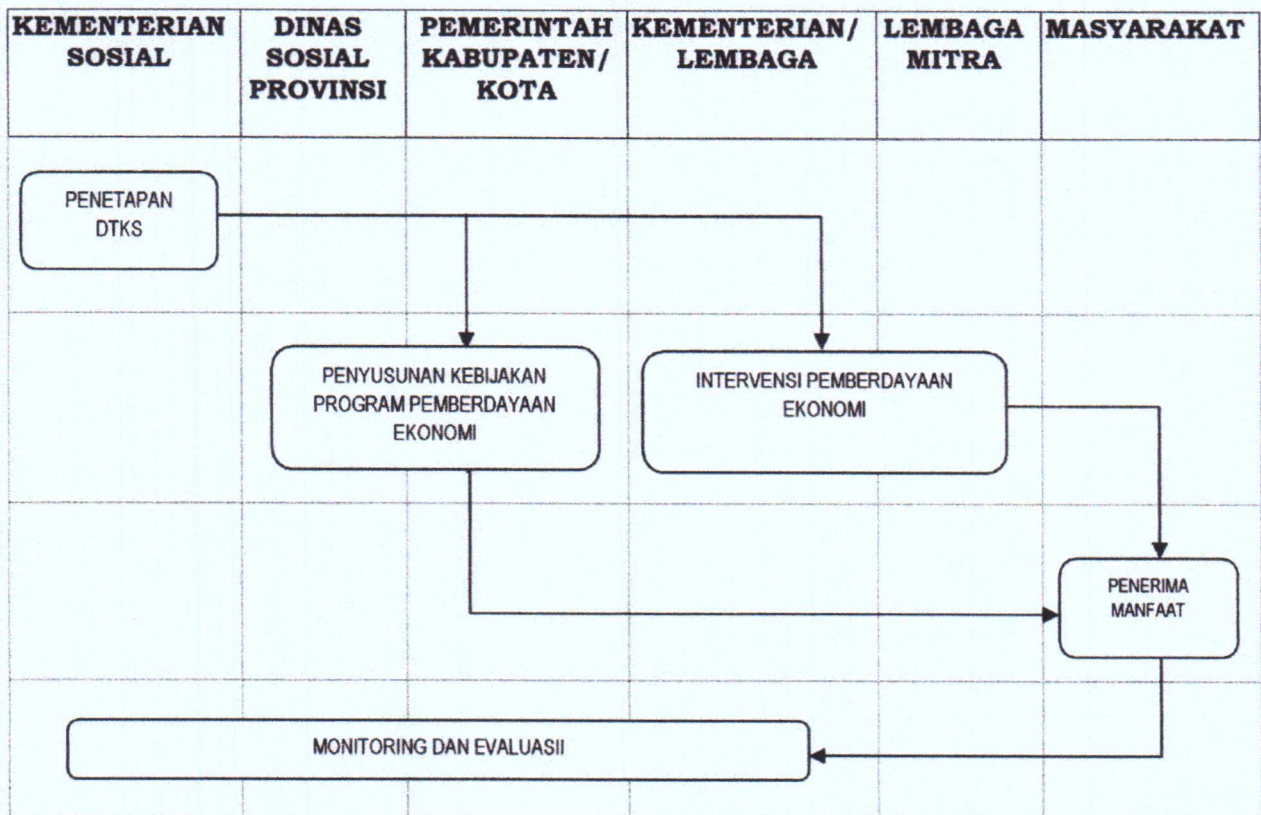 KEMENTERIAN
SOSIAL
DINAS
SOSIAL
PROVINSI
PEMERINTAH
KABUPATEN/
KOTA
KEMENTERIAN/
LEMBAGA
LEMBAGA
MITRA
MASYARAKAT
PENETAPAN
DTKS
PENYUSUNAN KEBIJAKAN
PROGRAM PEMBERDAYAAN
EKONOMI
INTERVENSI PEMBERDAYAAN
EKONOMI
PENERIMA
MANFAAT
MONITORING DAN EVALUASII